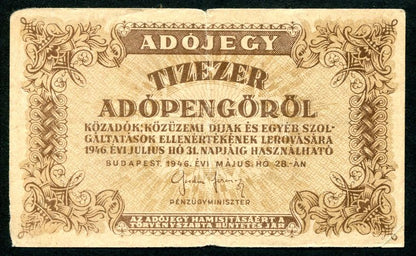 ADÓJEGY
TIZEZER
ADÓPENGŐRŐL
KÖZADÓK, KÖZÜZEMI DIJAK ÉS EGYÉB SZOL-
GÁLTATÁSOK ELLENÉRTÉKÉNEK LEROVÁSÁRA
1946. ÉVI JULIUS HÓ 31. NAPJÁIG HASZNÁLHATÓ
BUDAPEST, 1946. ÉVI MÁJUS HÓ 28.-ÁN
PÉNZÜGYMINISZTER
AZ ADÓJEGY HAMISITÁSÁÉRT A
TÖRVÉNYSZABTA BÜNTETÉS JÁR